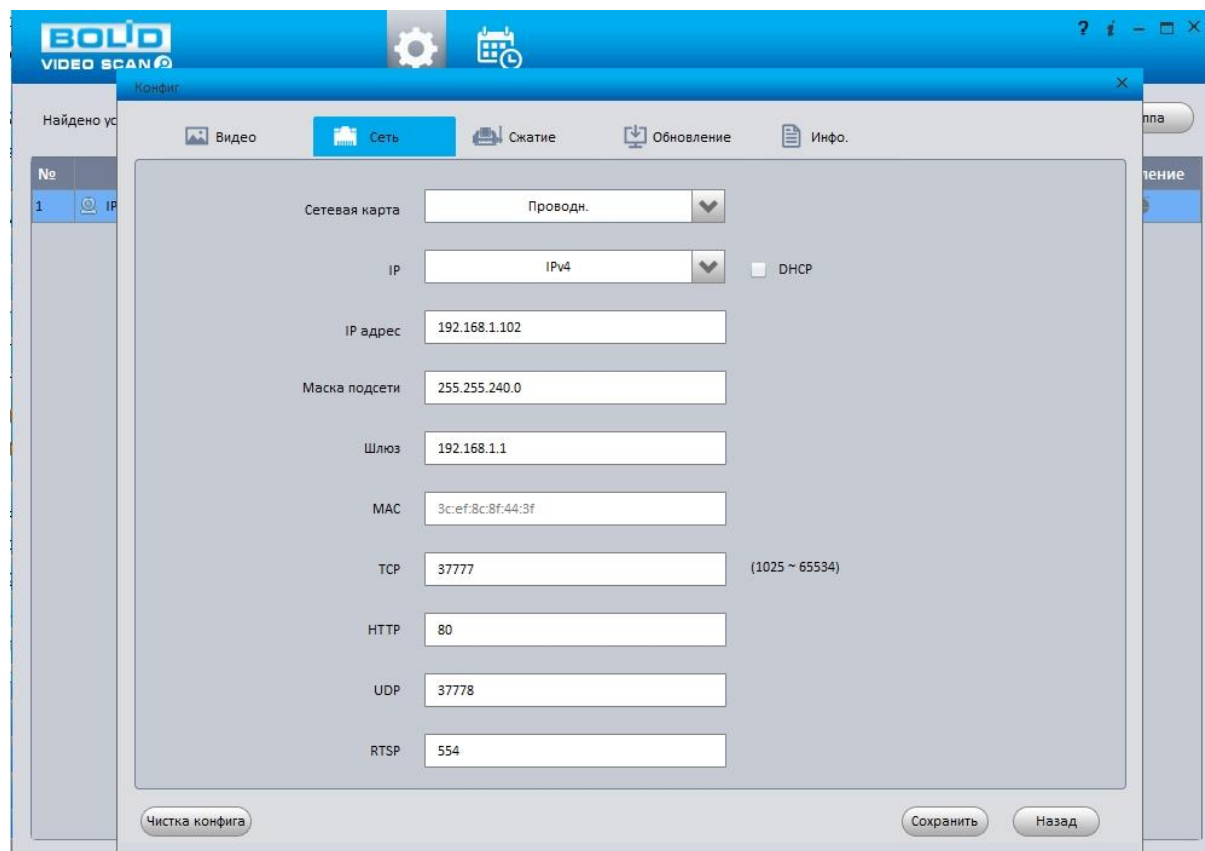 BOLID
VIDEO SCAN
? i
Конфиг
Найдено ус
ппа
Видео Сеть Сжатие Обновление Инфо.
№ ление
1 IP
Сетевая карта Проводн.
IP IPv4 DHCP
IP адрес 192.168.1.102
Маска подсети 255.255.240.0
Шлюз 192.168.1.1
MAC 3c:ef:8c:8f:44:3f
TCP 37777 (1025 ~ 65534)
HTTP 80
UDP 37778
RTSP 554
Чистка конфига Сохранить Назад